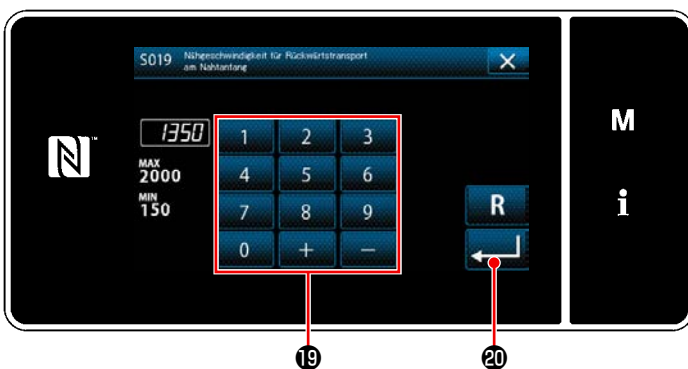 S019 Nähgeschwindigkeit für Rückwärtstransport
am Nahtanfang
X
1350
MAX
2000
MIN
150
1 2 3
4 5 6
7 8 9
0 + −
R
M
i
N™
⓳ ⓴